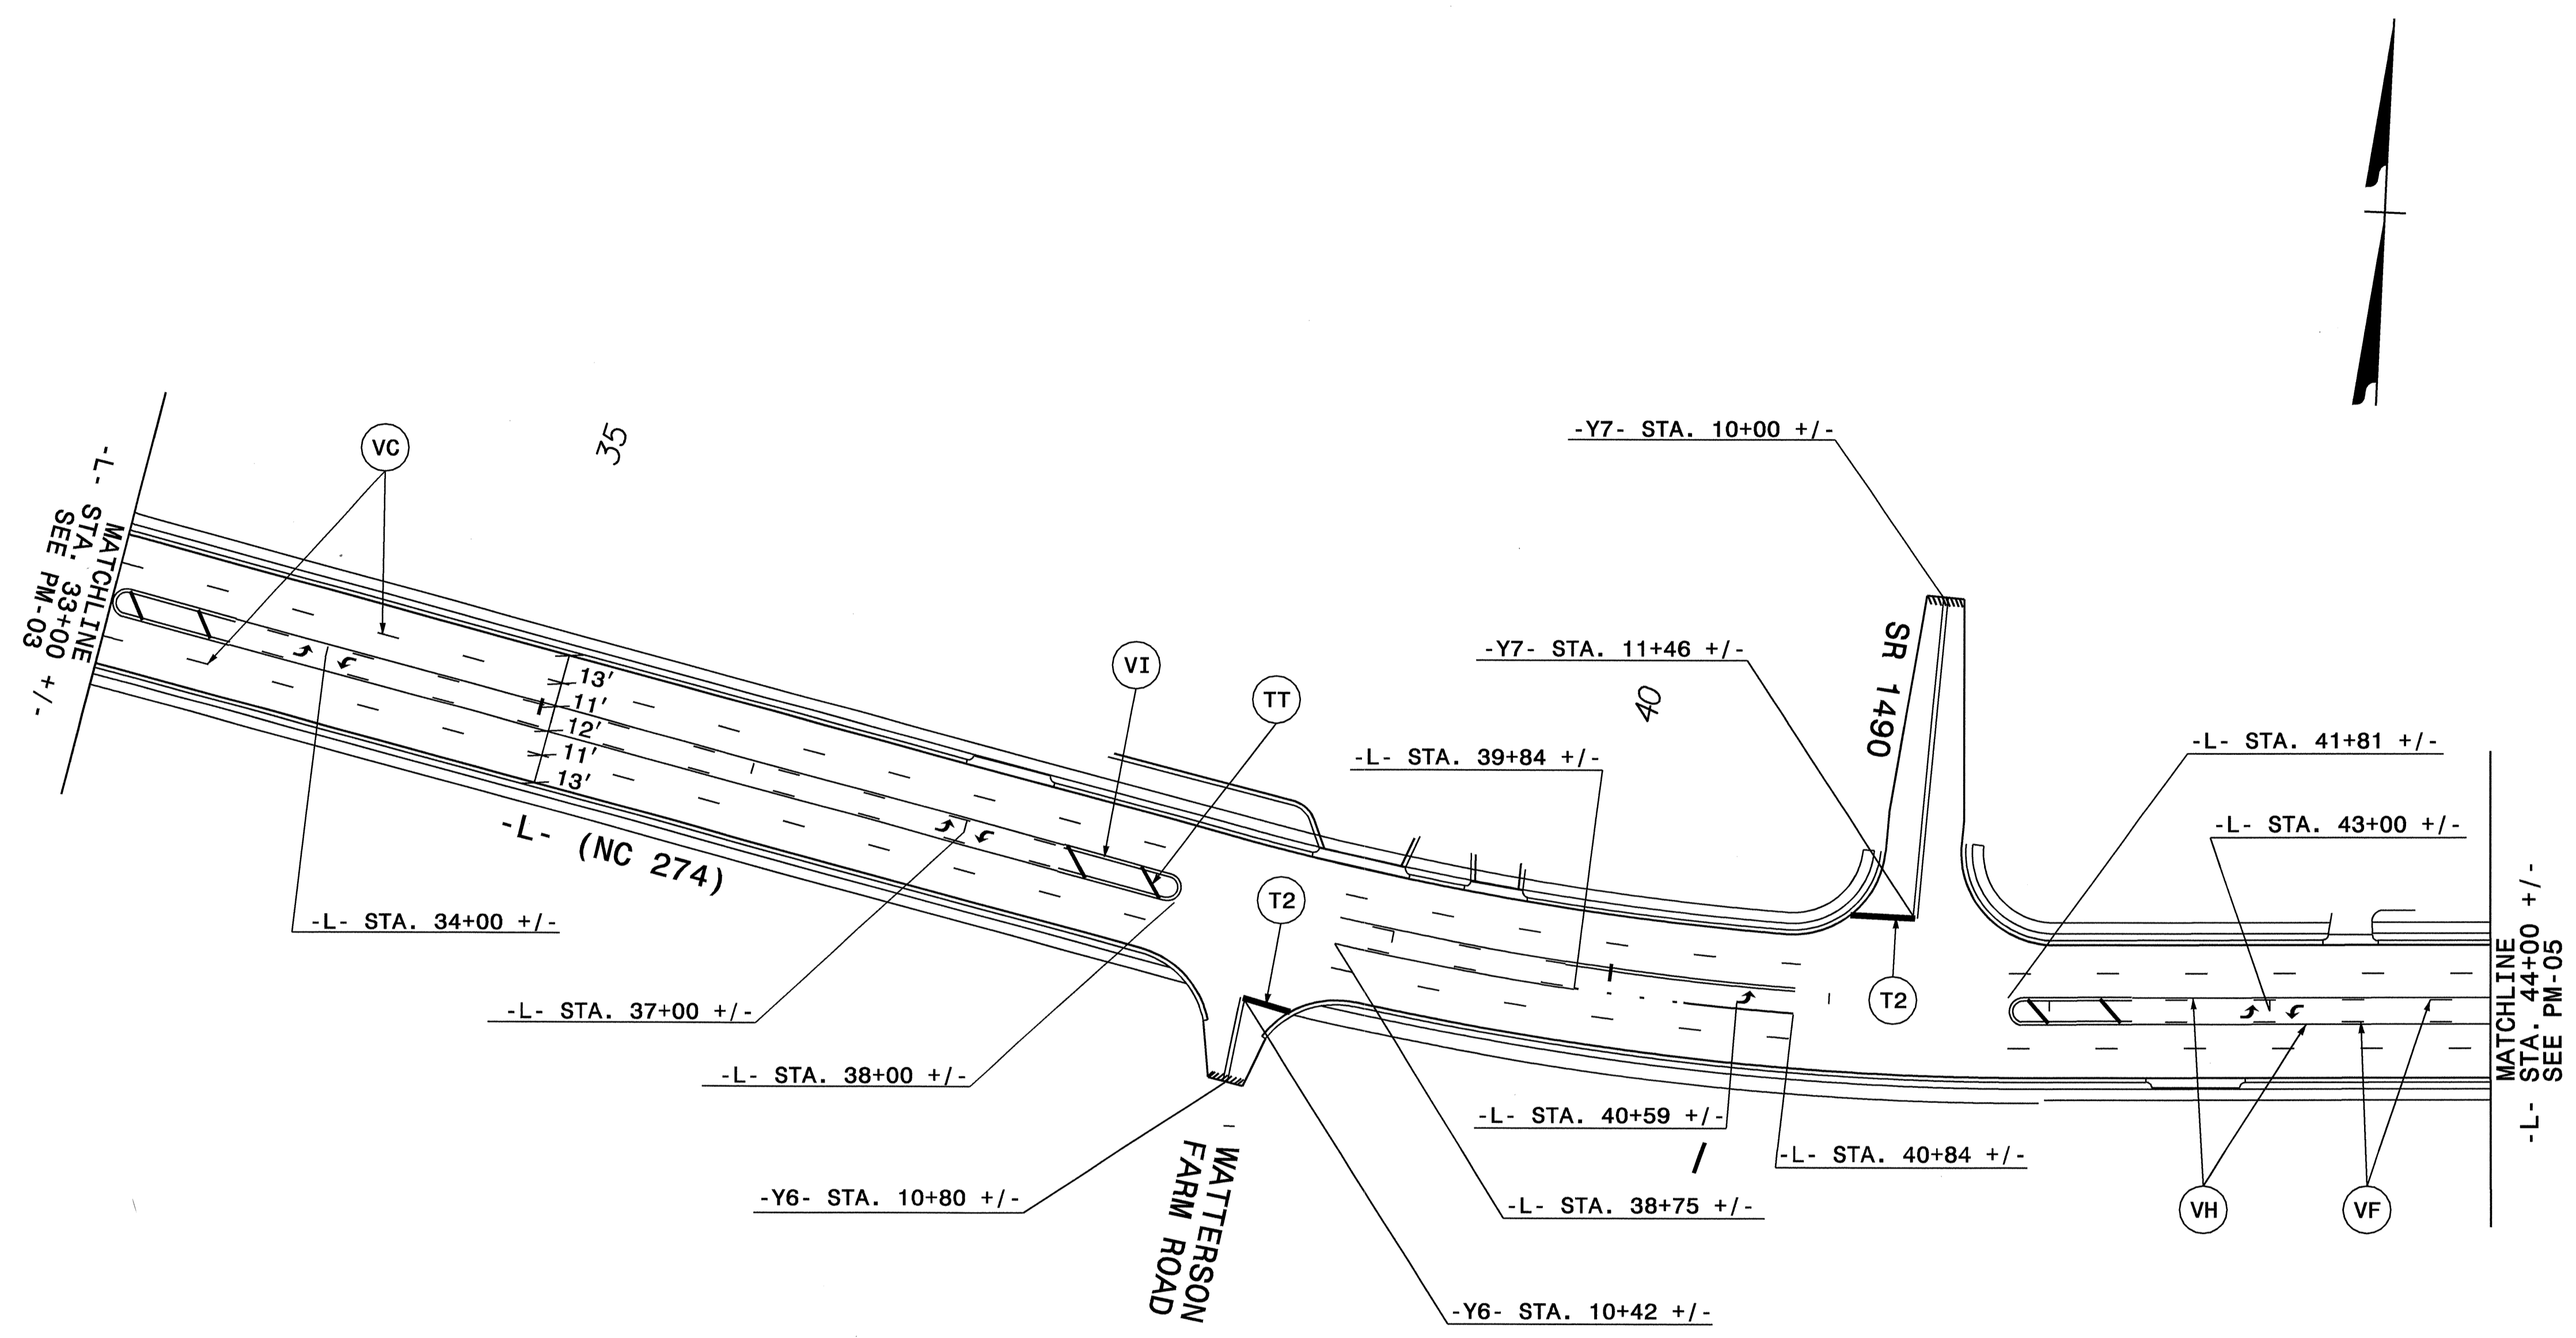 -Y7- STA. 10+00 +/-
VC
35
MATCHLINE
-L- STA. 33+00 +/-
SEE PM-03
SR 1490
-Y7- STA. 11+46 +/-
VI
TT
40
13'
11'
12'
11'
13'
-L- STA. 39+84 +/-
-L- STA. 41+81 +/-
-L- STA. 43+00 +/-
-L- (NC 274)
T2
-L- STA. 34+00 +/-
T2
MATCHLINE
-L- STA. 44+00 +/-
SEE PM-05
-L- STA. 37+00 +/-
-L- STA. 38+00 +/-
-L- STA. 40+59 +/-
-L- STA. 40+84 +/-
-Y6- STA. 10+80 +/-
WATTERSON
FARM ROAD
-L- STA. 38+75 +/-
VH
VF
-Y6- STA. 10+42 +/-